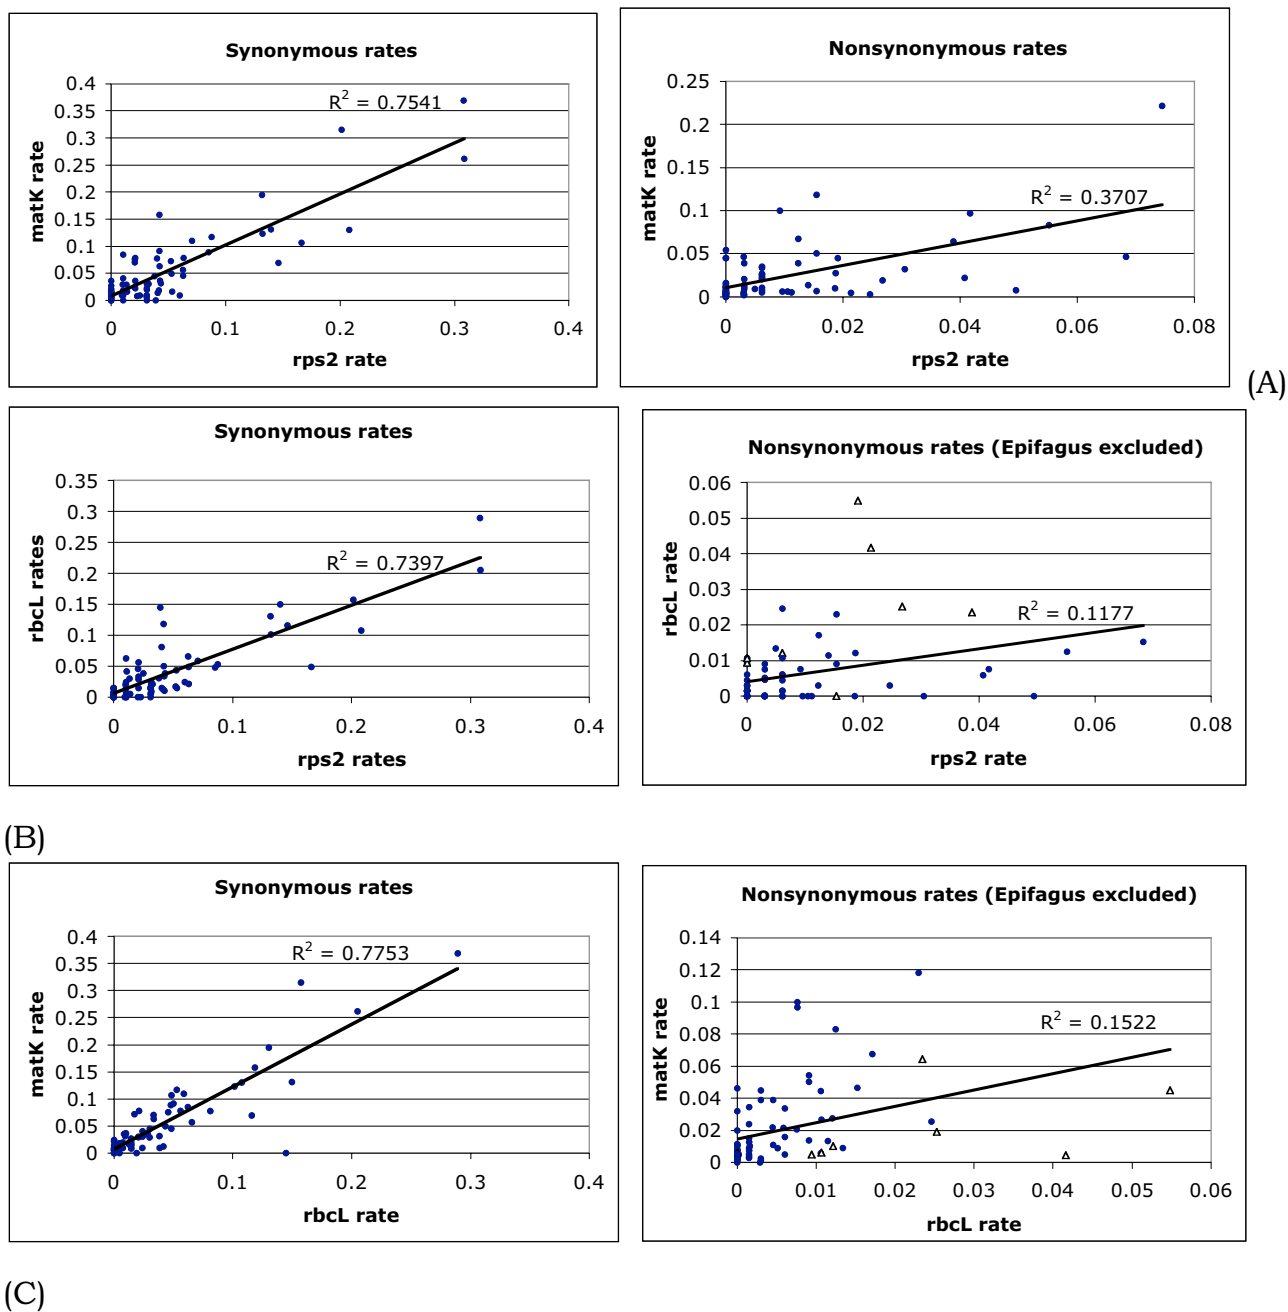 Synonymous rates
0.4
0.35
0.3
0.25
0.2
0.15
0.1
0.05
0
matK rate
R² = 0.7541
0 0.1 0.2 0.3 0.4
rps2 rate
Nonsynonymous rates
0.25
0.2
0.15
0.1
0.05
0
matK rate
R² = 0.3707
0 0.02 0.04 0.06 0.08
rps2 rate
(A)
Synonymous rates
0.35
0.3
0.25
0.2
0.15
0.1
0.05
0
rbcL rates
R² = 0.7397
0 0.1 0.2 0.3 0.4
rps2 rates
Nonsynonymous rates (Epifagus excluded)
0.06
0.05
0.04
0.03
0.02
0.01
0
rbcL rate
R² = 0.1177
0 0.02 0.04 0.06 0.08
rps2 rate
(B)
Synonymous rates
0.4
0.35
0.3
0.25
0.2
0.15
0.1
0.05
0
matK rate
R² = 0.7753
0 0.1 0.2 0.3 0.4
rbcL rate
Nonsynonymous rates (Epifagus excluded)
0.14
0.12
0.1
0.08
0.06
0.04
0.02
0
matK rate
R² = 0.1522
0 0.01 0.02 0.03 0.04 0.05 0.06
rbcL rate
(C)